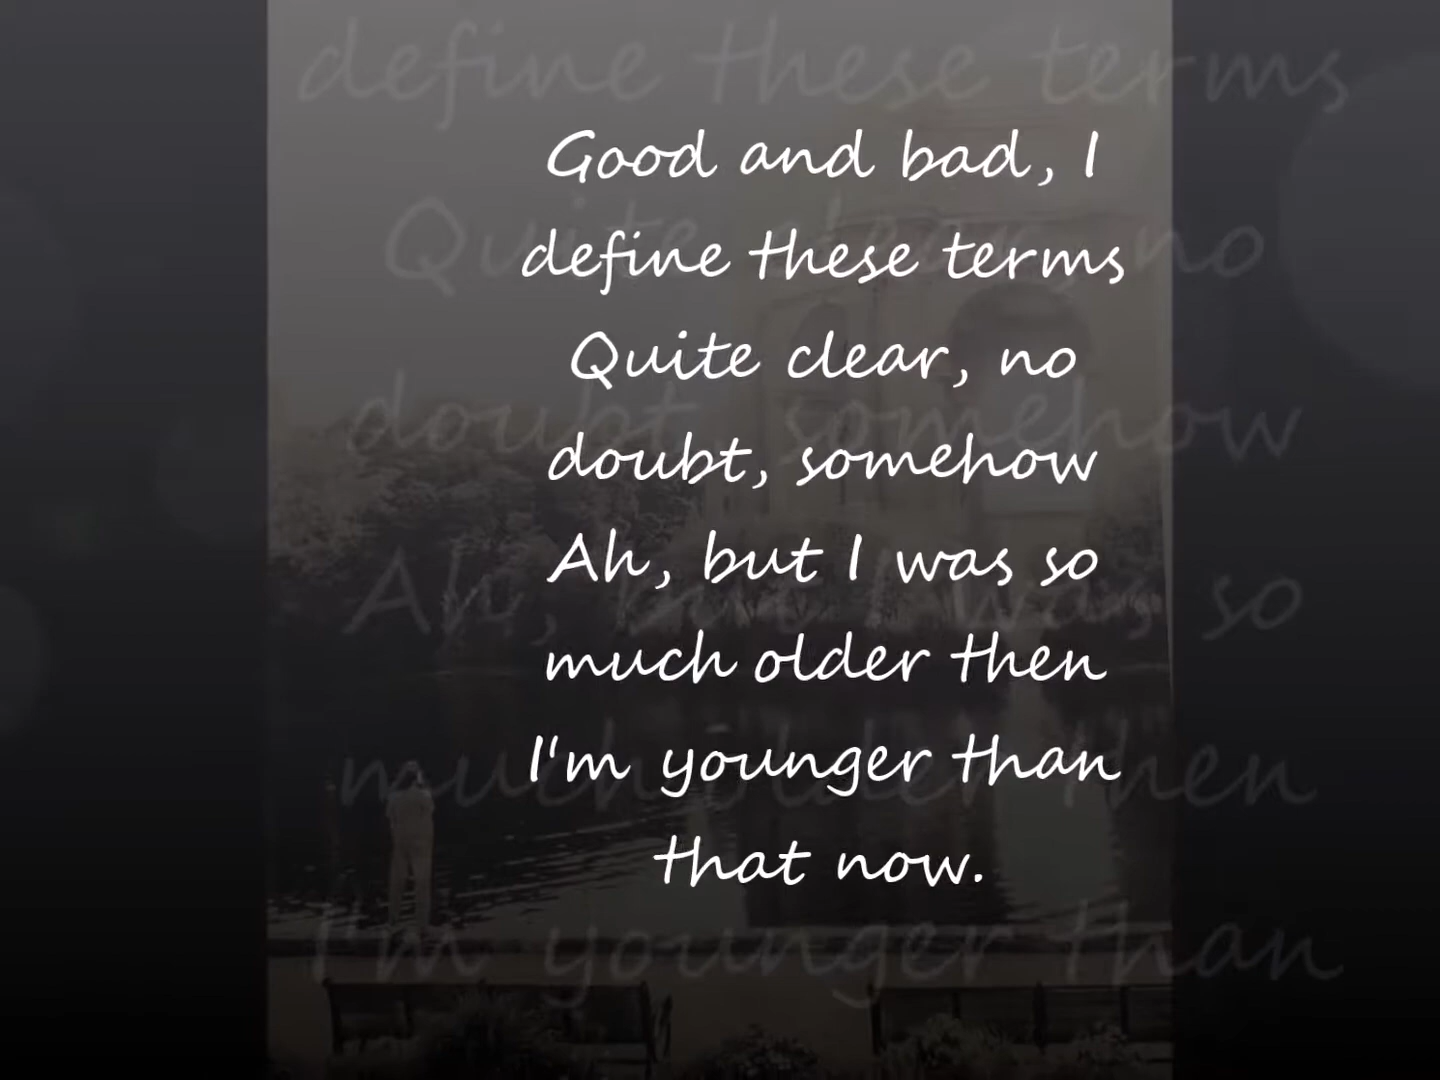 Good and bad, I
define these terms
Quite clear, no
doubt, somehow
Ah, but I was so
much older then
I'm younger than
that now.